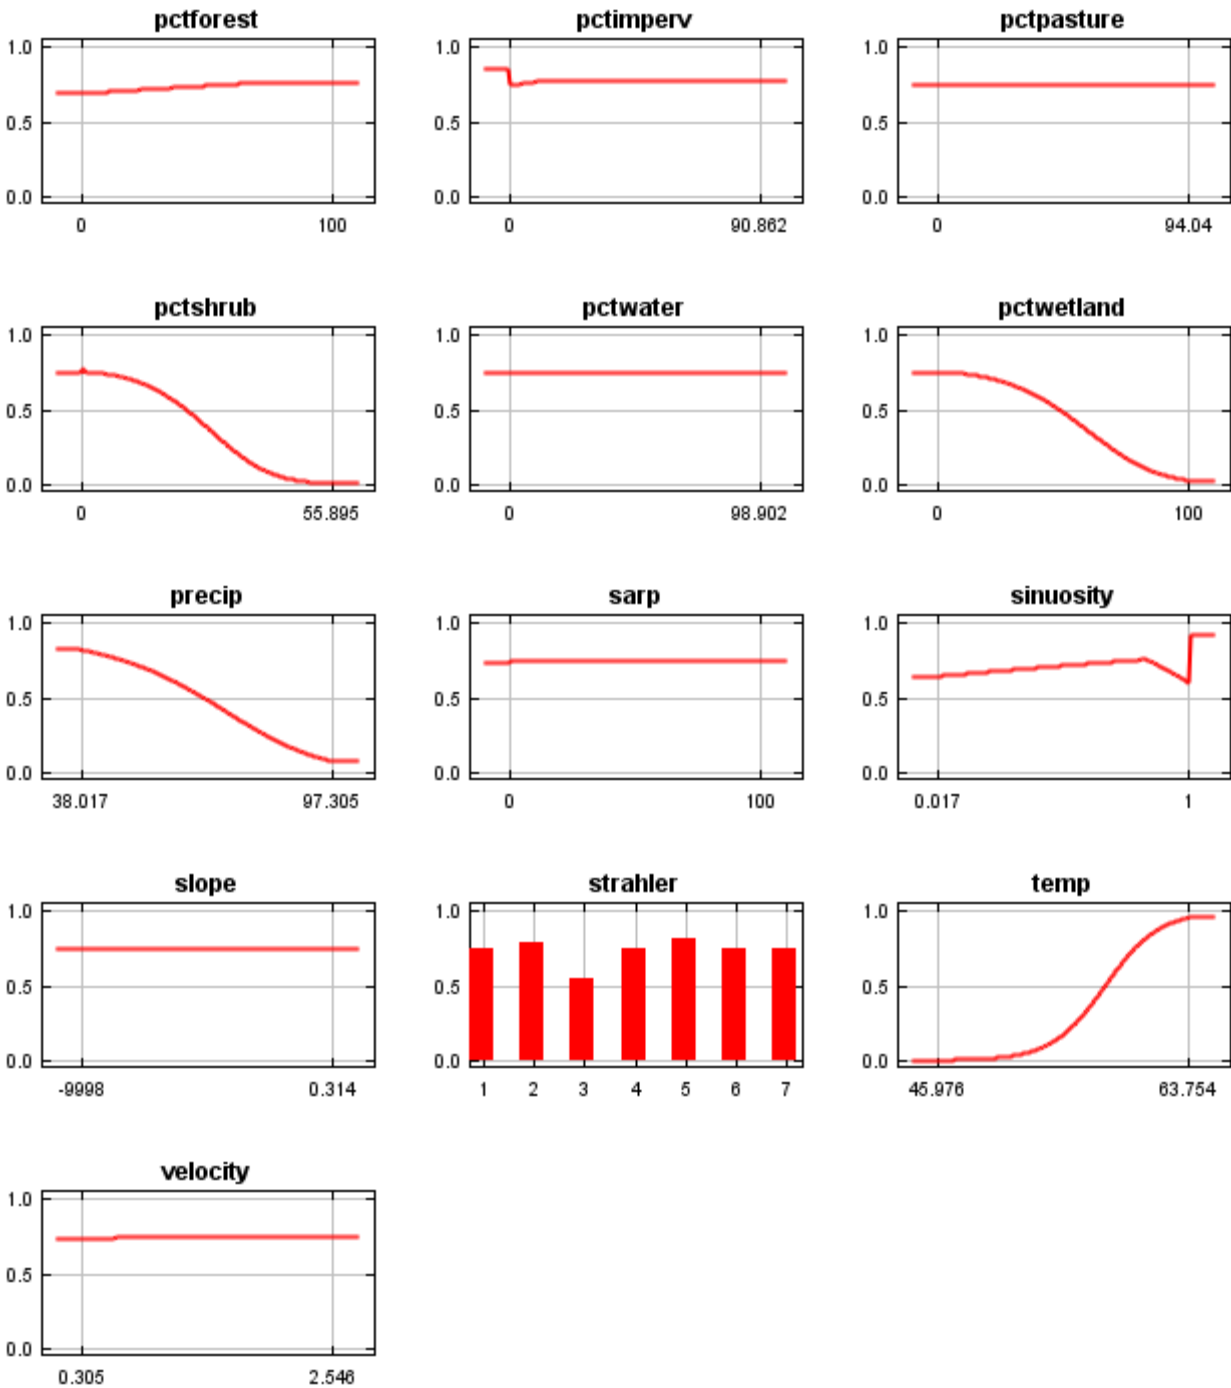 pctforest pctimperv pctpasture
1.0 1.0 1.0
0.5 0.5 0.5
0.0 0.0 0.0
0 100 0 90.862 0 94.04
pctshrub pctwater pctwetland
1.0 1.0 1.0
0.5 0.5 0.5
0.0 0.0 0.0
0 55.895 0 98.902 0 100
precip sarp sinuosity
1.0 1.0 1.0
0.5 0.5 0.5
0.0 0.0 0.0
38.017 97.305 0 100 0.017 1
slope strahler temp
1.0 1.0 1.0
0.5 0.5 0.5
0.0 0.0 0.0
-9998 0.314 1 2 3 4 5 6 7 45.976 63.754
velocity
1.0
0.5
0.0
0.305 2.546